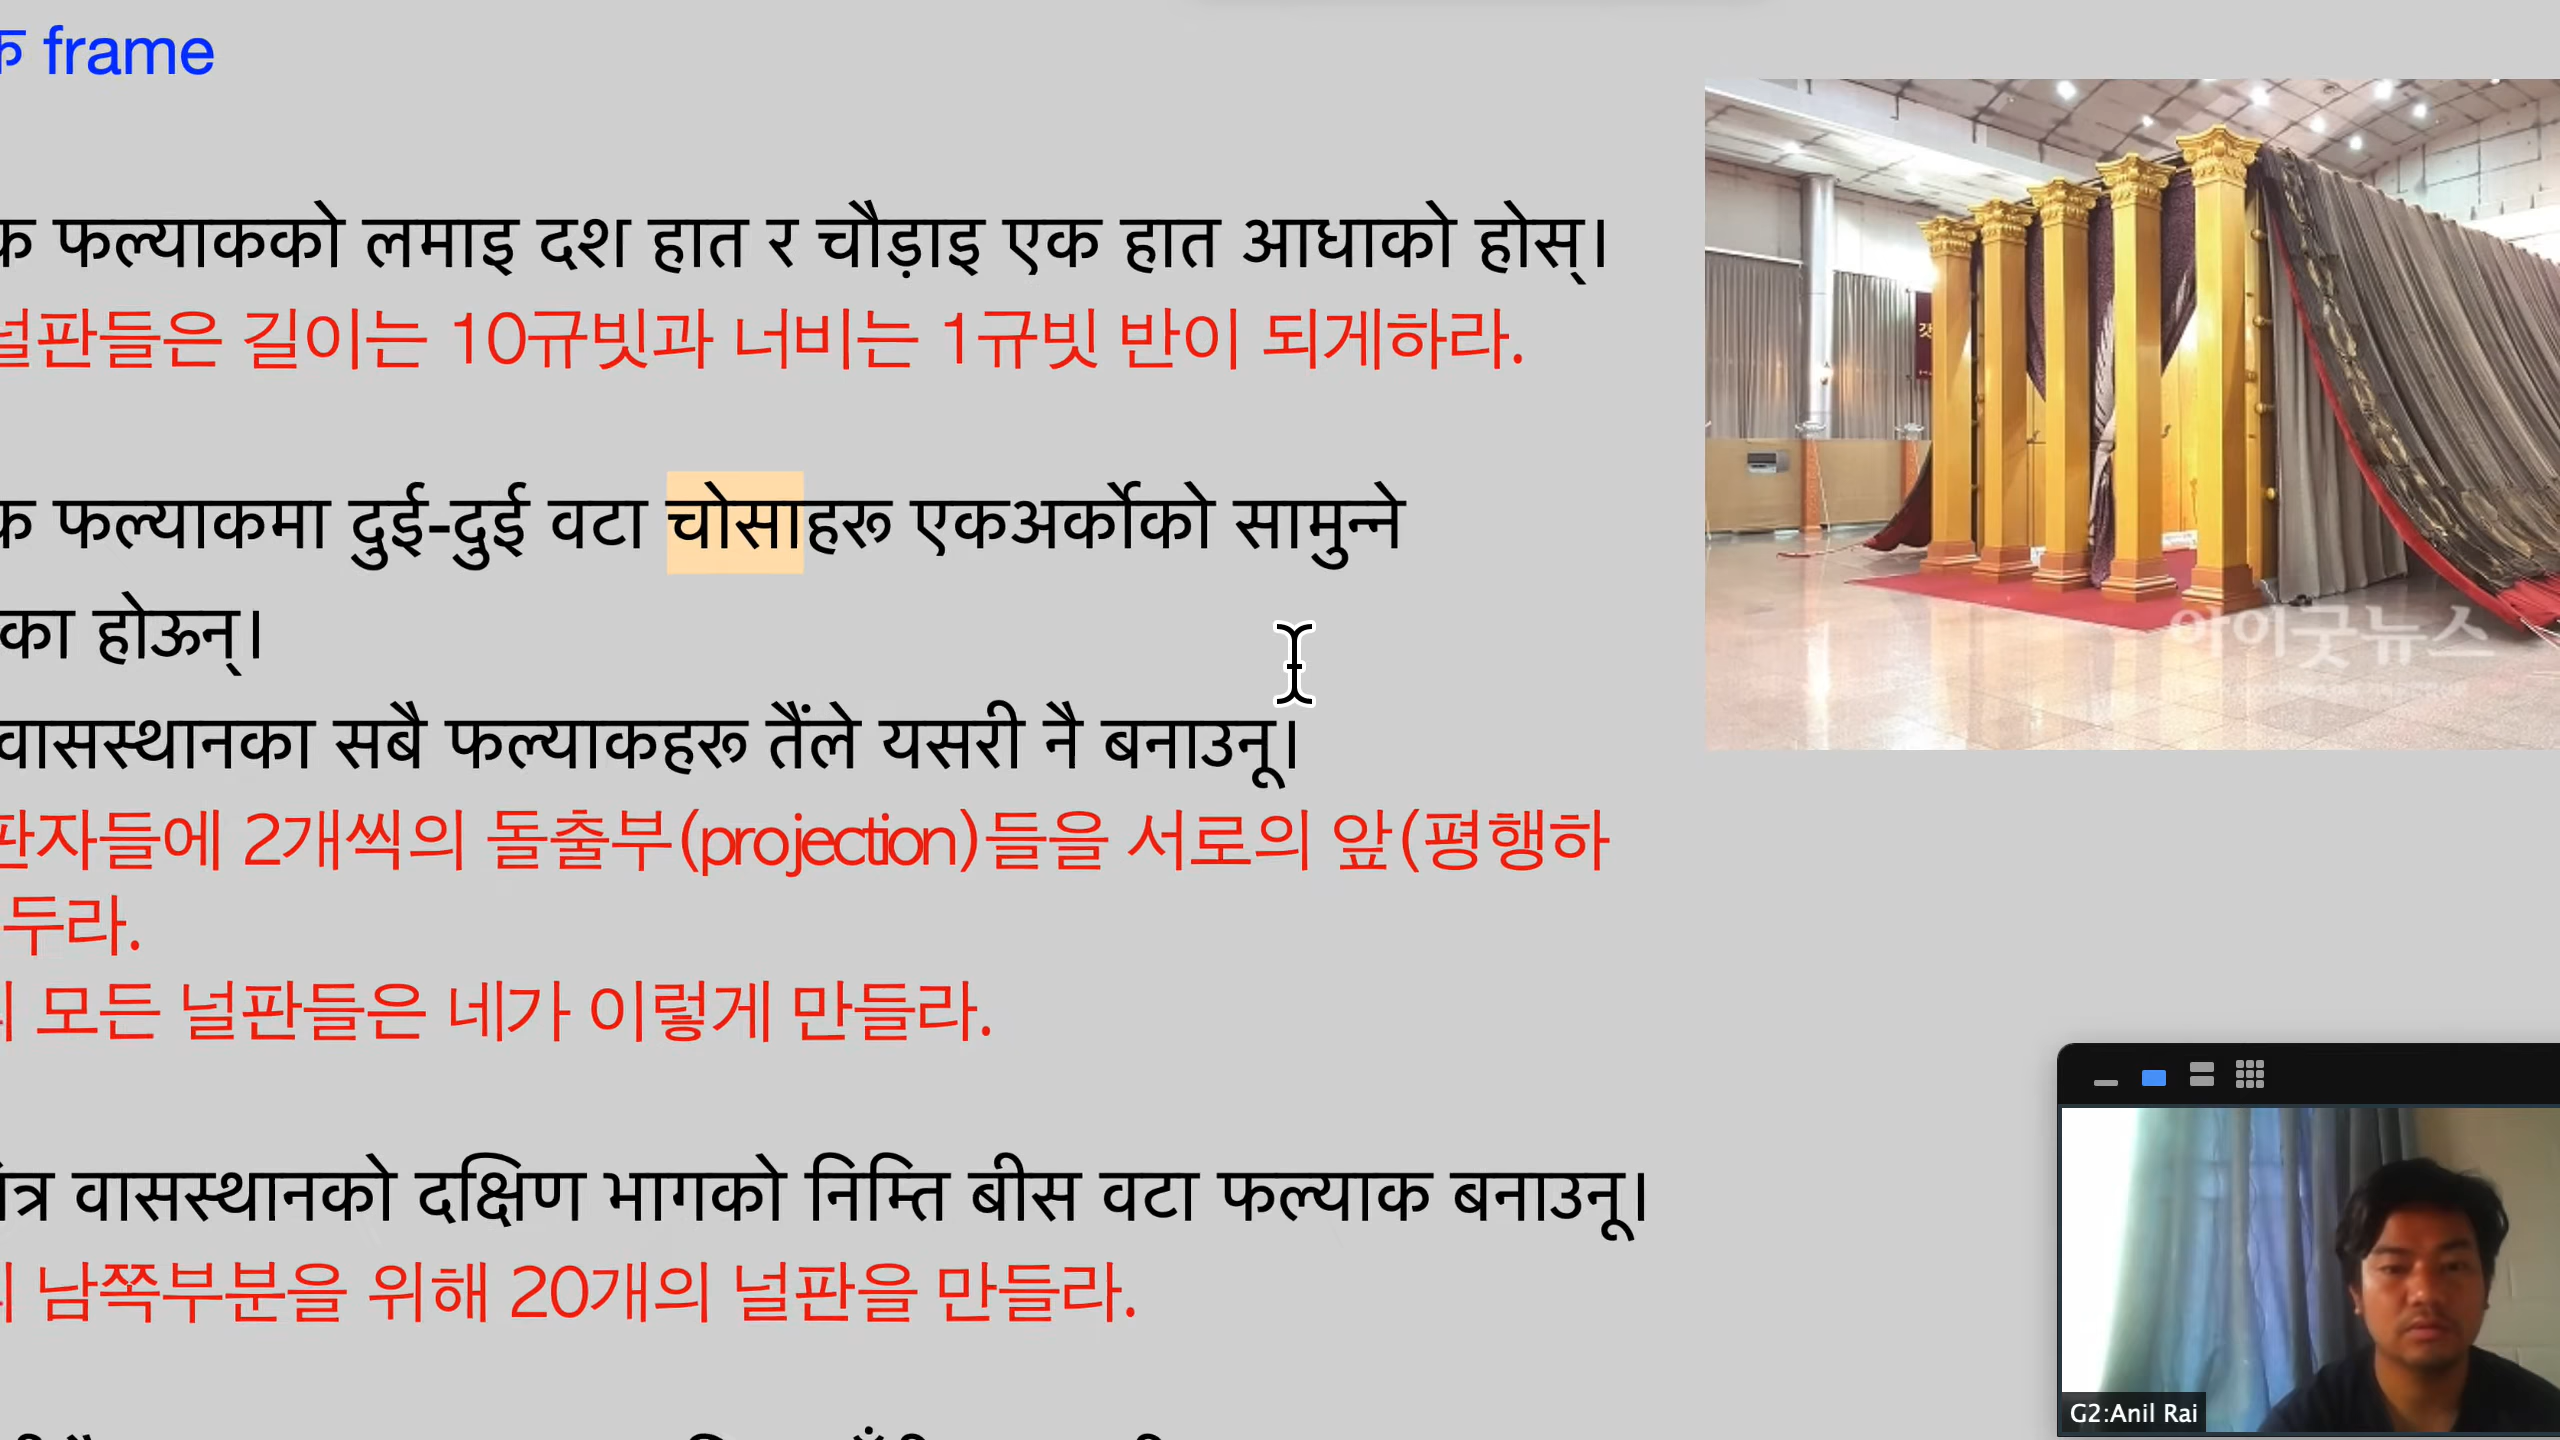 frame
फल्याकको लमाइ दश हात र चौड़ाइ एक हात आधाको होस्।
널판들은 길이는 10규빗과 너비는 1규빗 반이 되게하라.
फल्याकमा दुई-दुई वटा चोसाहरू एकअर्कोको सामुन्ने
का होऊन्।
वासस्थानका सबै फल्याकहरू तैंले यसरी नै बनाउनू।
판자들에 2개씩의 돌출부(projection)들을 서로의 앞(평행하
두라.
모든 널판들은 네가 이렇게 만들라.
वासस्थानको दक्षिण भागको निम्ति बीस वटा फल्याक बनाउनू।
남쪽부분을 위해 20개의 널판을 만들라.
아이굿뉴스
G2:Anil Rai